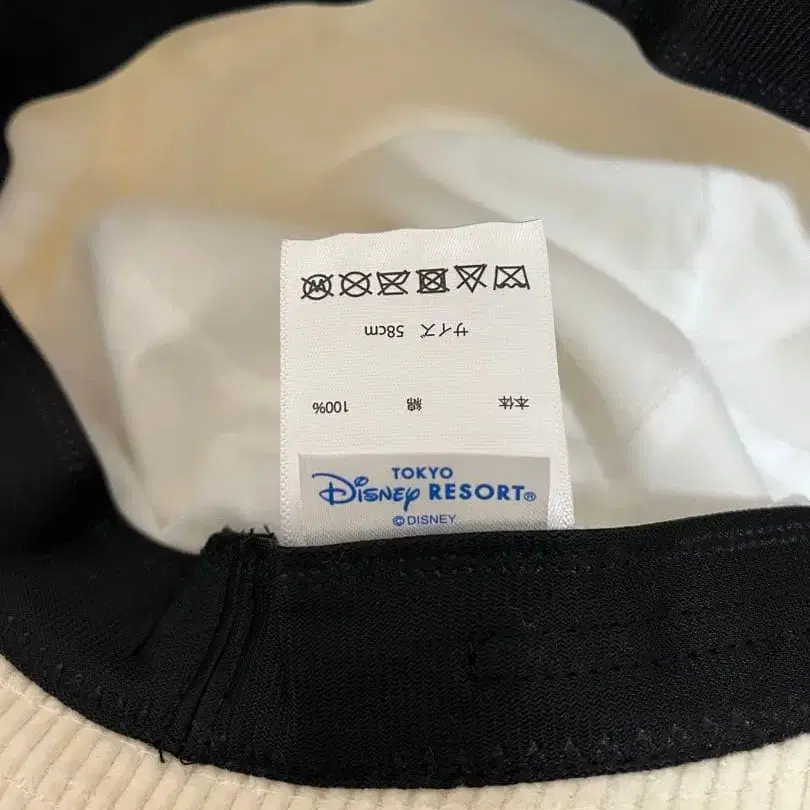 サイズ 58cm
本体 綿 100%
TOKYO
Disney RESORT®
© DISNEY